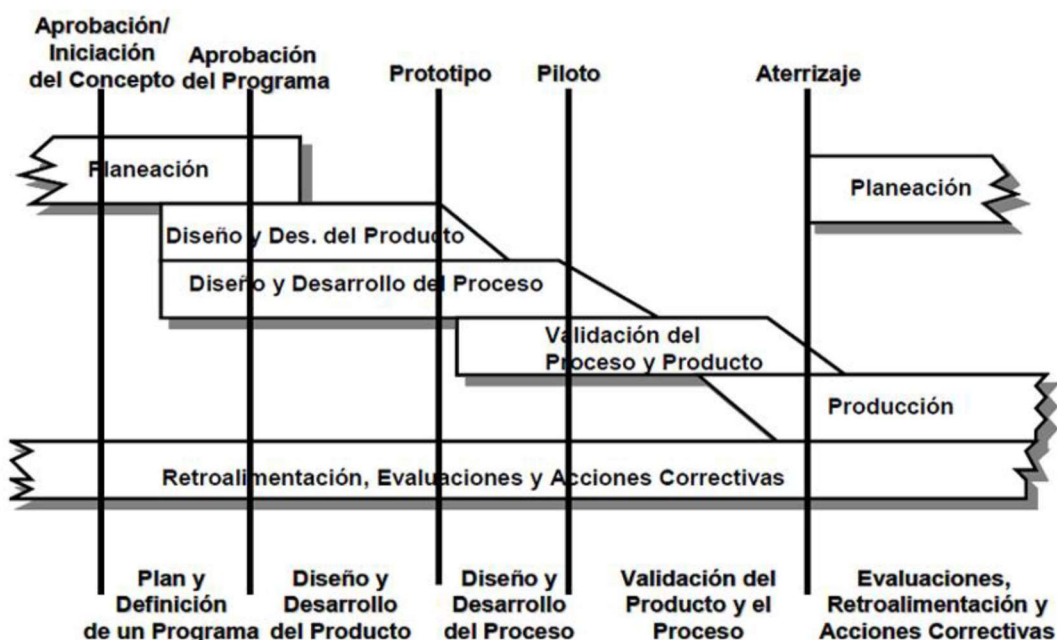 Aprobación/
Iniciación
del Concepto
Aprobación
del Programa
Prototipo
Piloto
Aterrizaje
Planeación
Planeación
Diseño y Des. del Producto
Diseño y Desarrollo del Proceso
Validación del
Proceso y Producto
Producción
Retroalimentación, Evaluaciones y Acciones Correctivas
Plan y
Definición
de un Programa
Diseño y
Desarrollo
del Producto
Diseño y
Desarrollo
del Proceso
Validación del
Producto y el
Proceso
Evaluaciones,
Retroalimentación y
Acciones Correctivas